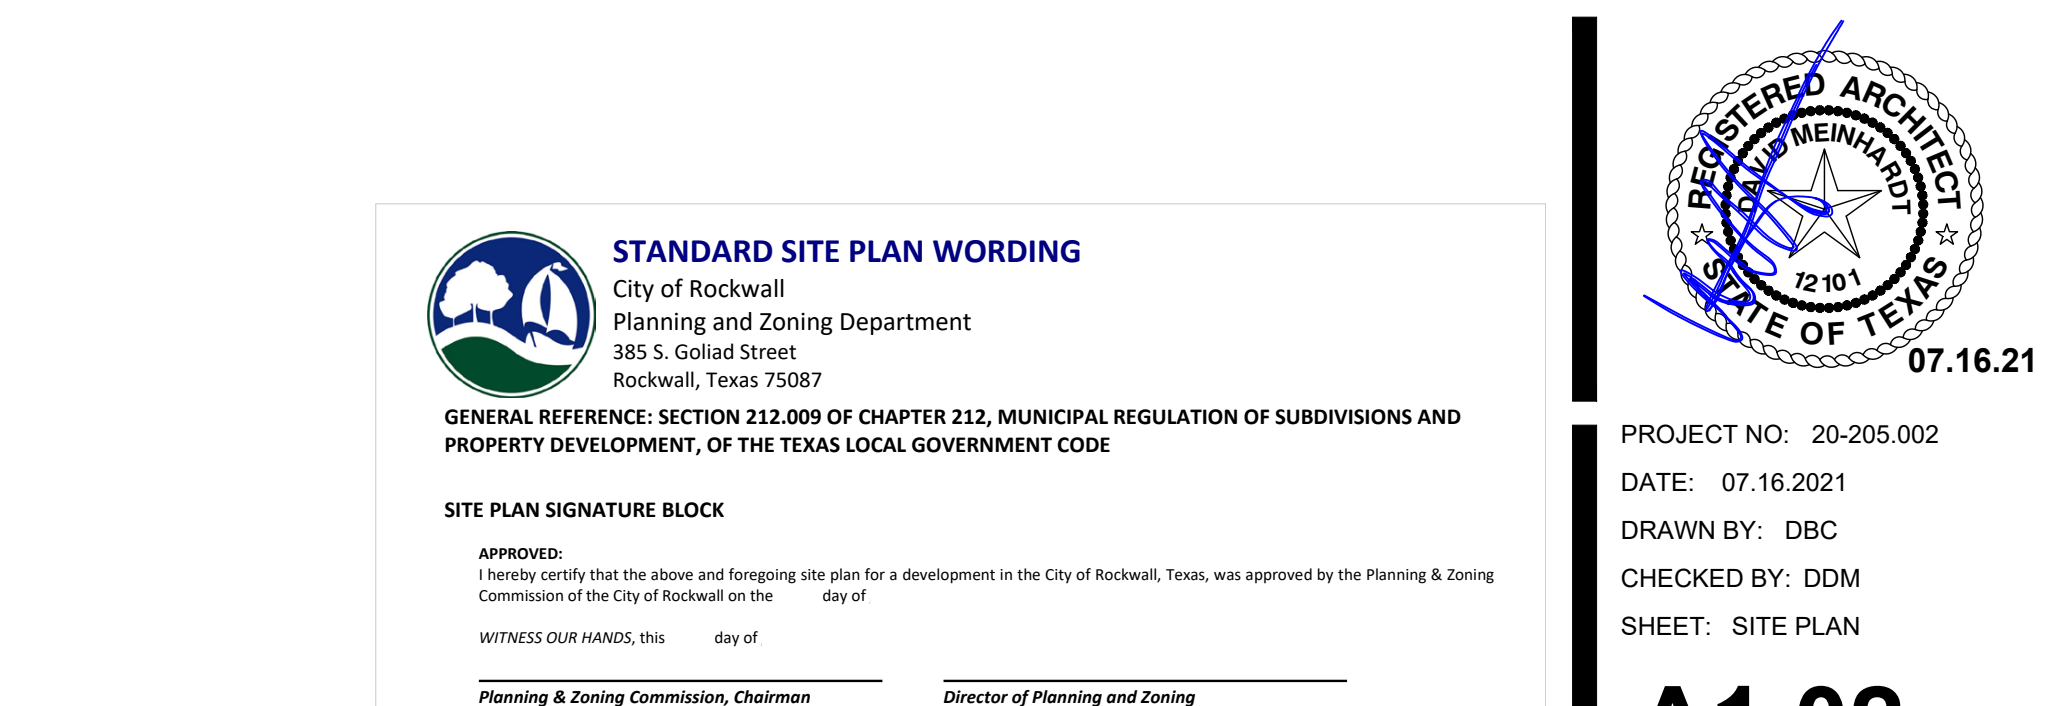 STANDARD SITE PLAN WORDING
City of Rockwall
Planning and Zoning Department
385 S. Goliad Street
Rockwall, Texas 75087
GENERAL REFERENCE: SECTION 212.009 OF CHAPTER 212, MUNICIPAL REGULATION OF SUBDIVISIONS AND
PROPERTY DEVELOPMENT, OF THE TEXAS LOCAL GOVERNMENT CODE
SITE PLAN SIGNATURE BLOCK
APPROVED:
I hereby certify that the above and foregoing site plan for a development in the City of Rockwall, Texas, was approved by the Planning & Zoning
Commission of the City of Rockwall on the day of
WITNESS OUR HANDS, this day of
Planning & Zoning Commission, Chairman
Director of Planning and Zoning
REGISTERED ARCHITECT
DAVID MEINHARDT
12101
STATE OF TEXAS
07.16.21
PROJECT NO: 20-205.002
DATE: 07.16.2021
DRAWN BY: DBC
CHECKED BY: DDM
SHEET: SITE PLAN